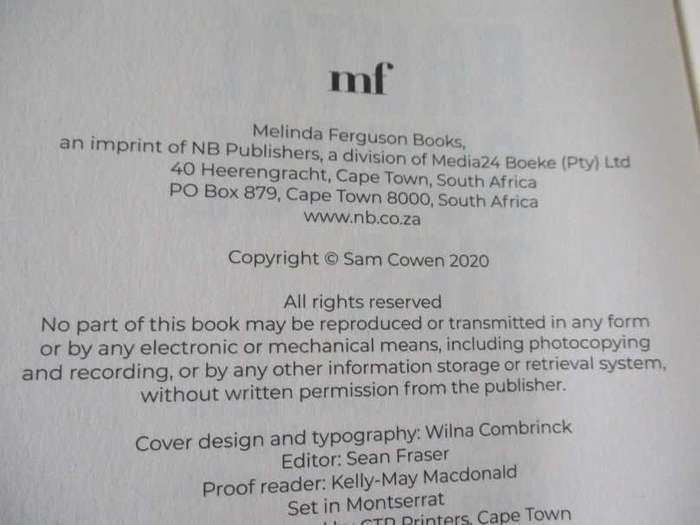 mf
Melinda Ferguson Books,
an imprint of NB Publishers, a division of Media24 Boeke (Pty) Ltd
40 Heerengracht, Cape Town, South Africa
PO Box 879, Cape Town 8000, South Africa
www.nb.co.za
Copyright © Sam Cowen 2020
All rights reserved
No part of this book may be reproduced or transmitted in any form
or by any electronic or mechanical means, including photocopying
and recording, or by any other information storage or retrieval system,
without written permission from the publisher.
Cover design and typography: Wilna Combrinck
Editor: Sean Fraser
Proof reader: Kelly-May Macdonald
Set in Montserrat
by CTP Printers, Cape Town